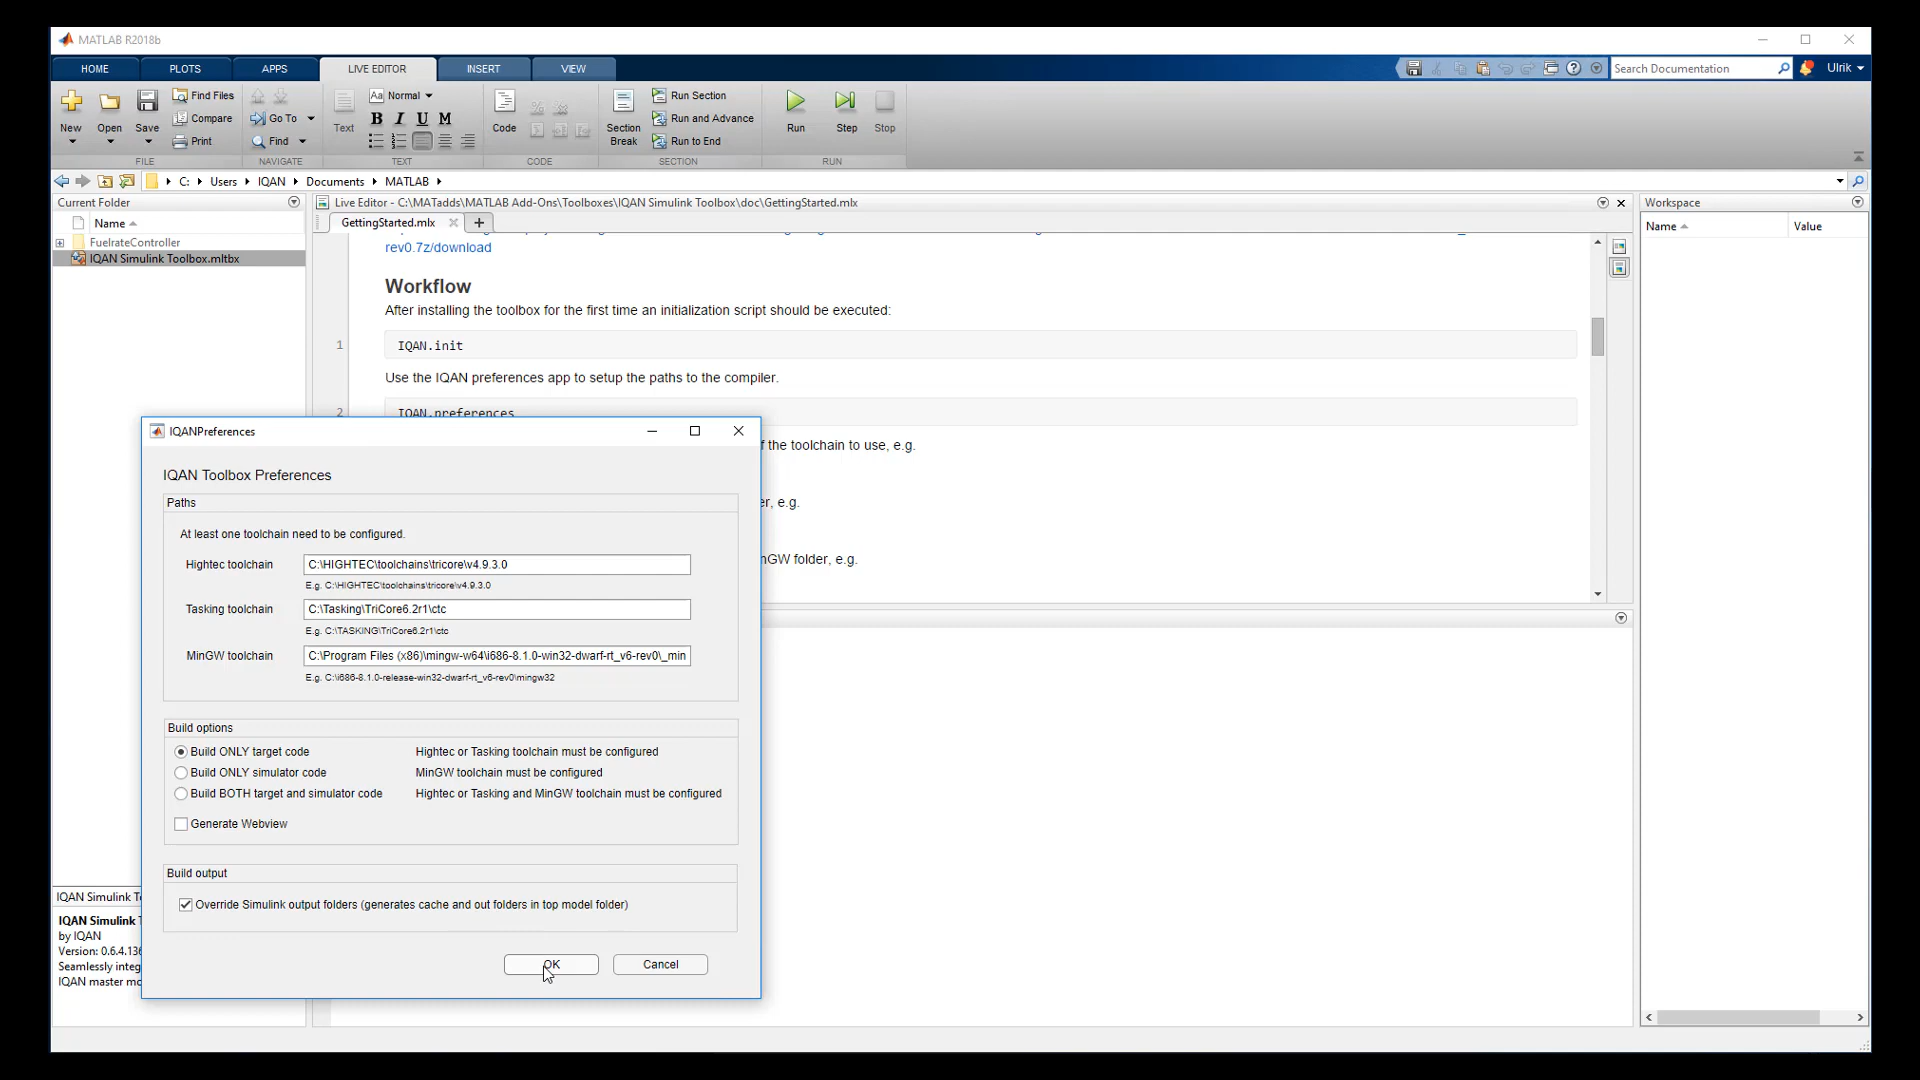 MATLAB R2018b
HOME
PLOTS
APPS
LIVE EDITOR
INSERT
VIEW
Search Documentation
Ulrik
New
Open
Save
Find Files
Compare
Print
FILE
Go To
Find
NAVIGATE
Text
Aa Normal
B I U M
TEXT
Code
CODE
Section
Break
Run Section
Run and Advance
Run to End
SECTION
Run
Step
Stop
RUN
C: Users IQAN Documents MATLAB
Current Folder
Name
FuelrateController
IQAN Simulink Toolbox.mltbx
Live Editor - C:\MATadds\MATLAB Add-Ons\Toolboxes\IQAN Simulink Toolbox\doc\GettingStarted.mlx
GettingStarted.mlx
rev0.7z/download
Workflow
After installing the toolbox for the first time an initialization script should be executed:
1 IQAN.init
Use the IQAN preferences app to setup the paths to the compiler.
2 IQAN.preferences
f the toolchain to use, e.g.
er, e.g.
nGW folder, e.g.
Workspace
Name
Value
IQANPreferences
IQAN Toolbox Preferences
Paths
At least one toolchain need to be configured.
Hightec toolchain
C:\HIGHTEC\toolchains\tricore\v4.9.3.0
E.g. C:\HIGHTEC\toolchains\tricore\v4.9.3.0
Tasking toolchain
C:\Tasking\TriCore6.2r1\ctc
E.g. C:\TASKING\TriCore6.2r1\ctc
MinGW toolchain
C:\Program Files (x86)\mingw-w64\i686-8.1.0-win32-dwarf-rt_v6-rev0\_min
E.g. C:\i686-8.1.0-release-win32-dwarf-rt_v6-rev0\mingw32
Build options
Build ONLY target code Hightec or Tasking toolchain must be configured
Build ONLY simulator code MinGW toolchain must be configured
Build BOTH target and simulator code Hightec or Tasking and MinGW toolchain must be configured
Generate Webview
Build output
Override Simulink output folders (generates cache and out folders in top model folder)
OK
Cancel
IQAN Simulink T
IQAN Simulink T
by IQAN
Version: 0.6.4.136
Seamlessly integ
IQAN master mo